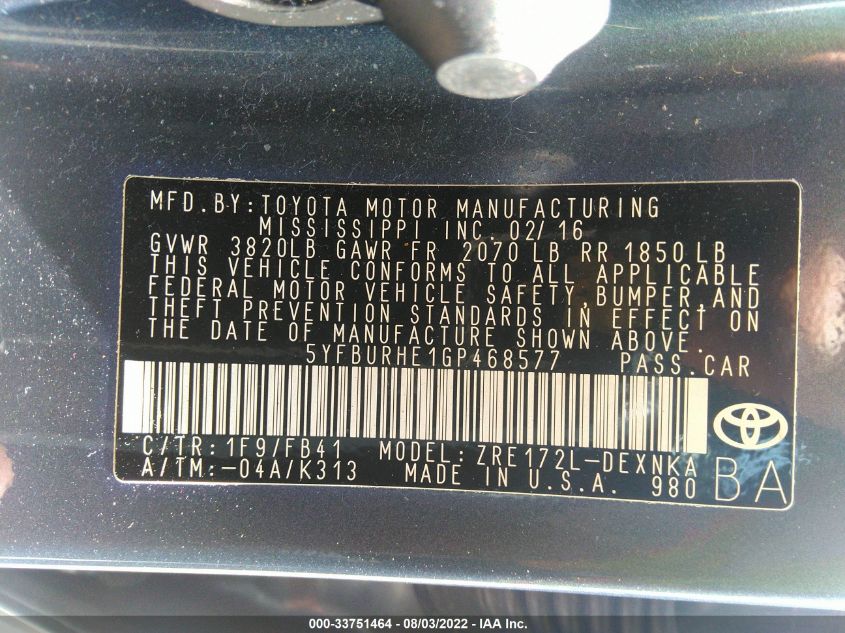 MFD.BY:TOYOTA MOTOR MANUFACTURING
MISSISSIPPI INC. 02/16
GVWR 3820LB GAWR FR 2070 LB RR 1850 LB
THIS VEHICLE CONFORMS TO ALL APPLICABLE
FEDERAL MOTOR VEHICLE SAFETY,BUMPER,AND
THEFT PREVENTION STANDARDS IN EFFECT ON
THE DATE OF MANUFACTURE SHOWN ABOVE.
5YFBURHE1GP468577 PASS.CAR
C/TR:1F9/FB41 MODEL:ZRE172L-DEXNKA
A/TM:-04A/K313 MADE IN U.S.A. 980 BA
000-33751464 - 08/03/2022 - IAA Inc.